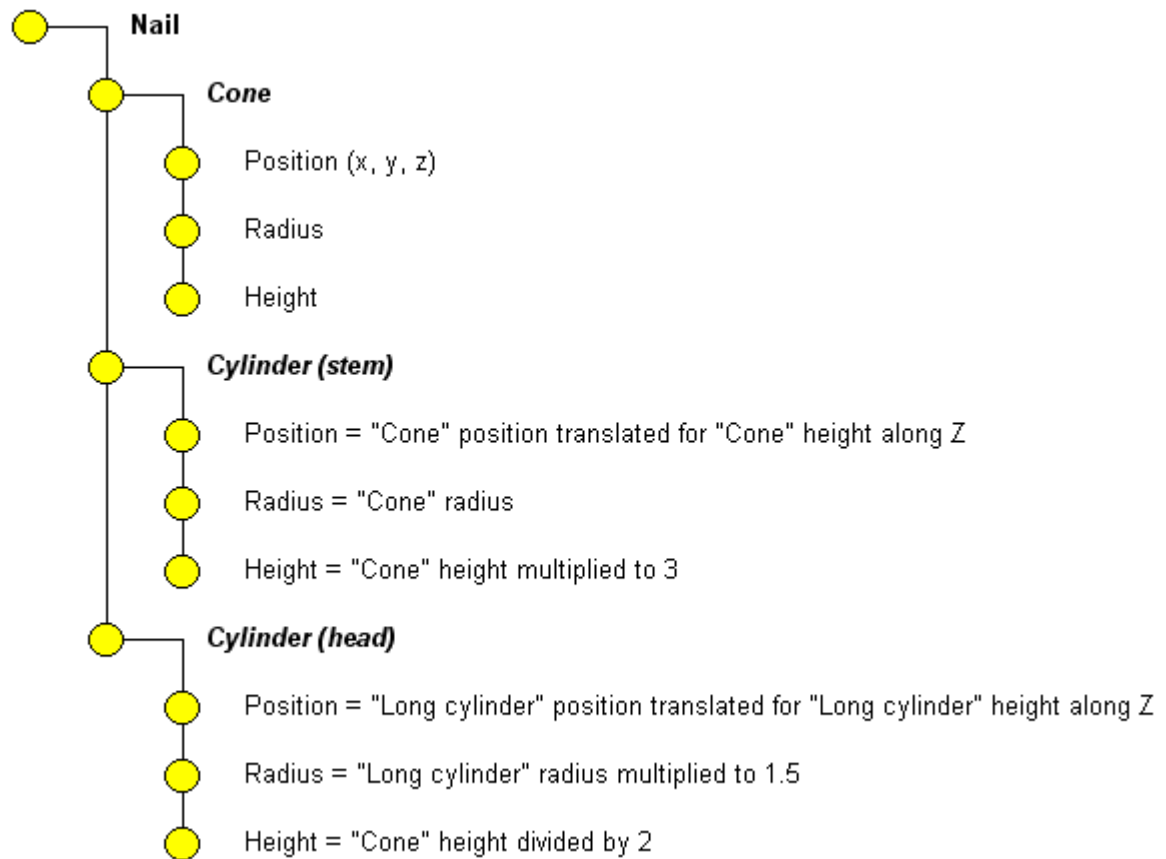 Nail
Cone
Position (x, y, z)
Radius
Height
Cylinder (stem)
Position = "Cone" position translated for "Cone" height along Z
Radius = "Cone" radius
Height = "Cone" height multiplied to 3
Cylinder (head)
Position = "Long cylinder" position translated for "Long cylinder" height along Z
Radius = "Long cylinder" radius multiplied to 1.5
Height = "Cone" height divided by 2